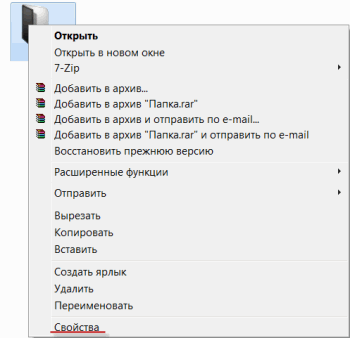 Открыть
Открыть в новом окне
7-Zip
Добавить в архив...
Добавить в архив "Папка.rar"
Добавить в архив и отправить по e-mail...
Добавить в архив "Папка.rar" и отправить по e-mail
Восстановить прежнюю версию
Расширенные функции
Отправить
Вырезать
Копировать
Вставить
Создать ярлык
Удалить
Переименовать
Свойства